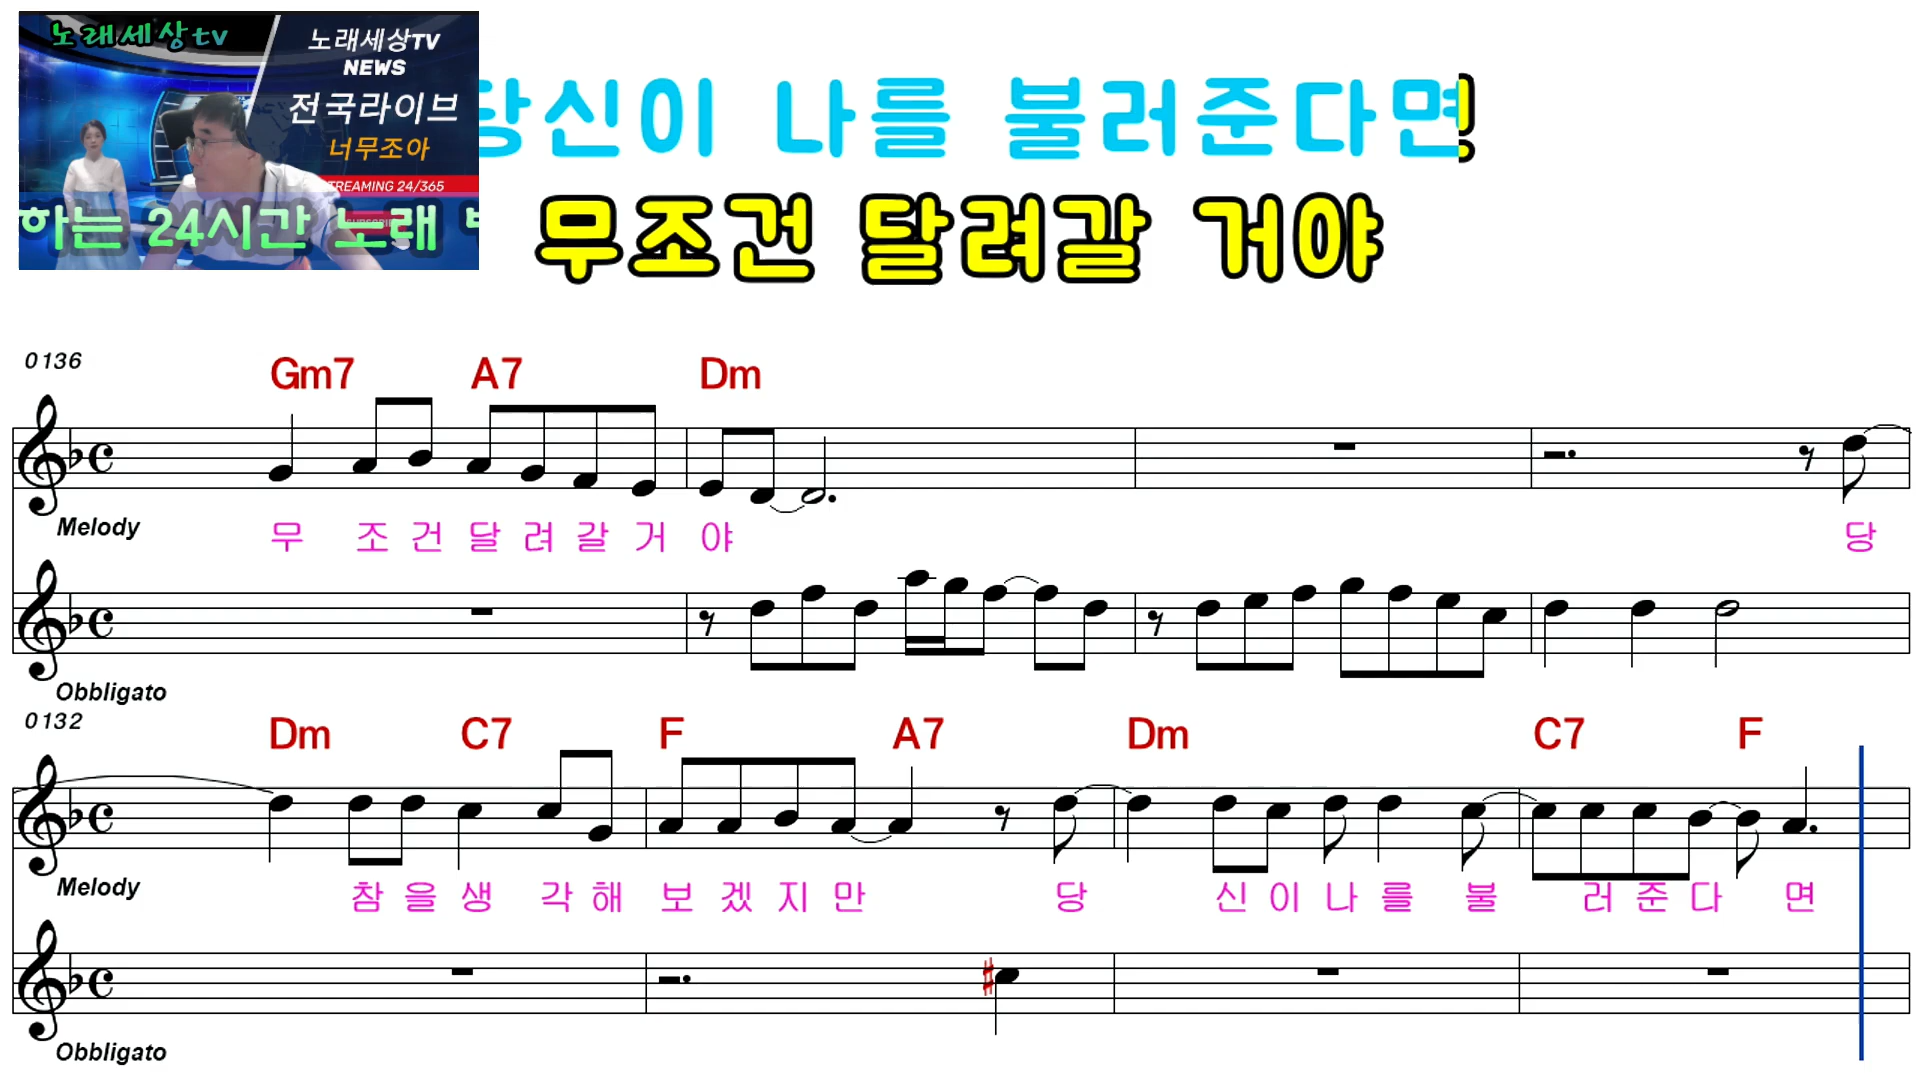 노래세상tv
노래세상TV
NEWS
전국라이브
너무조아
TREAMING 24/365
하는 24시간 노래
당신이 나를 불러준다면
무조건 달려갈 거야
0136
Gm7 A7 Dm
Melody
무 조 건 달 려 갈 거 야 당
Obbligato
0132
Dm C7 F A7 Dm C7 F
Melody
참 을 생 각 해 보 겠 지 만 당 신 이 나 를 불 러 준 다 면
Obbligato